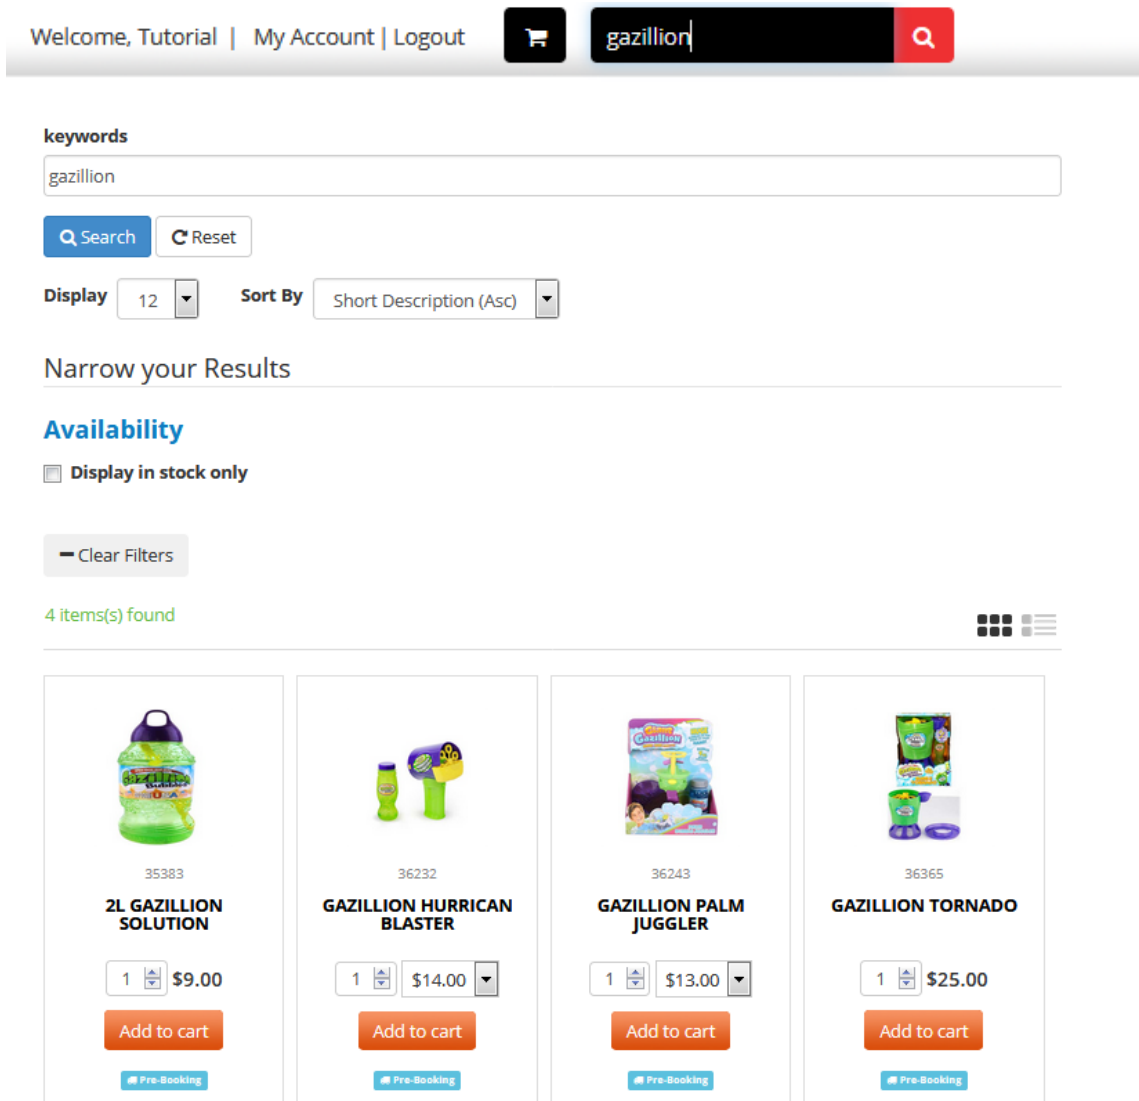 Welcome, Tutorial | My Account | Logout
gazillion
keywords
gazillion
Search Reset
Display 12 Sort By Short Description (Asc)
Narrow your Results
Availability
Display in stock only
Clear Filters
4 items(s) found
35383
2L GAZILLION
SOLUTION
1 $9.00
Add to cart
Pre-Booking
36232
GAZILLION HURRICAN
BLASTER
1 $14.00
Add to cart
Pre-Booking
Gazillion
36243
GAZILLION PALM
JUGGLER
1 $13.00
Add to cart
Pre-Booking
36365
GAZILLION TORNADO
1 $25.00
Add to cart
Pre-Booking